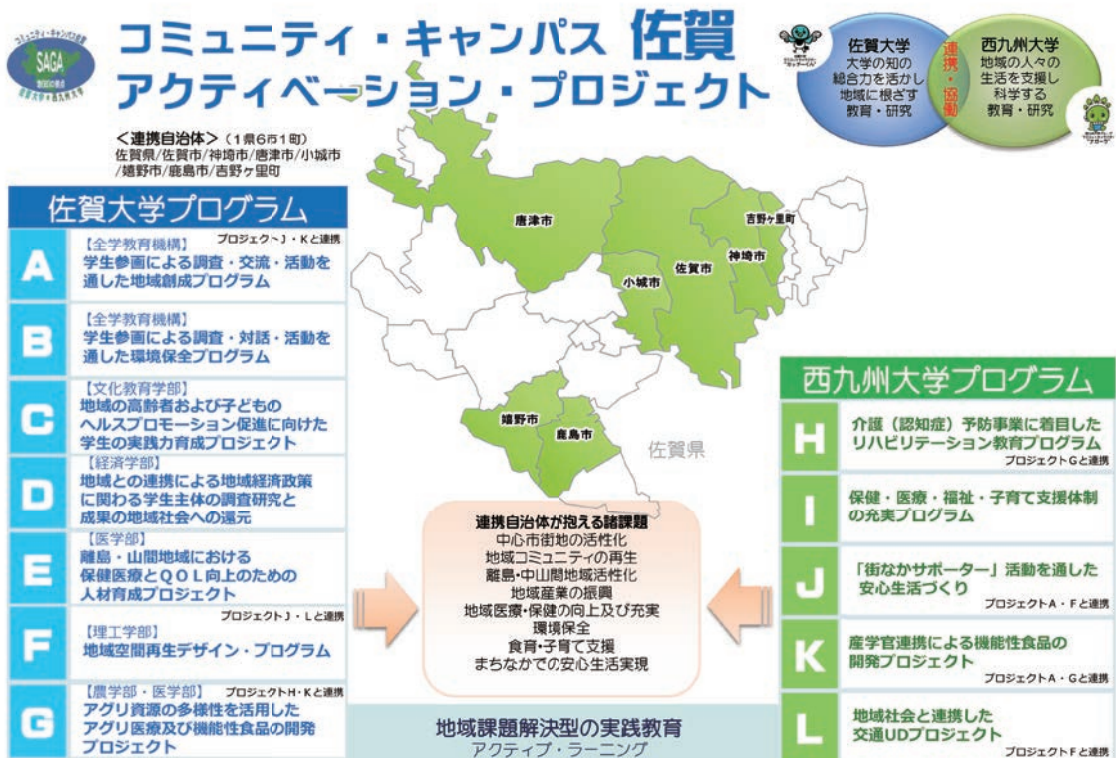 コミュニティ・キャンパス佐賀
SAGA
佐賀大学●西九州大学
コミュニティ・キャンパス 佐賀
アクティベーション・プロジェクト
佐賀大学
大学の知の
総合力を活かし
地域に根ざす
教育・研究
連携・協働
西九州大学
地域の人々の
生活を支援し
科学する
教育・研究
<連携自治体>(1県6市1町)
佐賀県/佐賀市/神埼市/唐津市/小城市
/嬉野市/鹿島市/吉野ヶ里町
唐津市
吉野ヶ里町
神埼市
佐賀市
小城市
嬉野市
鹿島市
佐賀県
佐賀大学プログラム
A
【全学教育機構】 プロジェクトJ・Kと連携
学生参画による調査・交流・活動を
通した地域創成プログラム
B
【全学教育機構】
学生参画による調査・対話・活動を
通した環境保全プログラム
C
【文化教育学部】
地域の高齢者および子どもの
ヘルスプロモーション促進に向けた
学生の実践力育成プロジェクト
D
【経済学部】
地域との連携による地域経済政策
に関わる学生主体の調査研究と
成果の地域社会への還元
E
【医学部】
離島・山間地域における
保健医療とQOL向上のための
人材育成プロジェクト
F
プロジェクトJ・Lと連携
【理工学部】
地域空間再生デザイン・プログラム
G
【農学部・医学部】 プロジェクトH・Kと連携
アグリ資源の多様性を活用した
アグリ医療及び機能性食品の開発
プロジェクト
連携自治体が抱える諸課題
中心市街地の活性化
地域コミュニティの再生
離島・中山間地域活性化
地域産業の振興
地域医療・保健の向上及び充実
環境保全
食育・子育て支援
まちなかでの安心生活実現
地域課題解決型の実践教育
アクティブ・ラーニング
西九州大学プログラム
H
介護(認知症)予防事業に着目した
リハビリテーション教育プログラム
プロジェクトGと連携
I
保健・医療・福祉・子育て支援体制
の充実プログラム
J
「街なかサポーター」活動を通した
安心生活づくり
プロジェクトA・Fと連携
K
産学官連携による機能性食品の
開発プロジェクト
プロジェクトA・Gと連携
L
地域社会と連携した
交通UDプロジェクト
プロジェクトFと連携